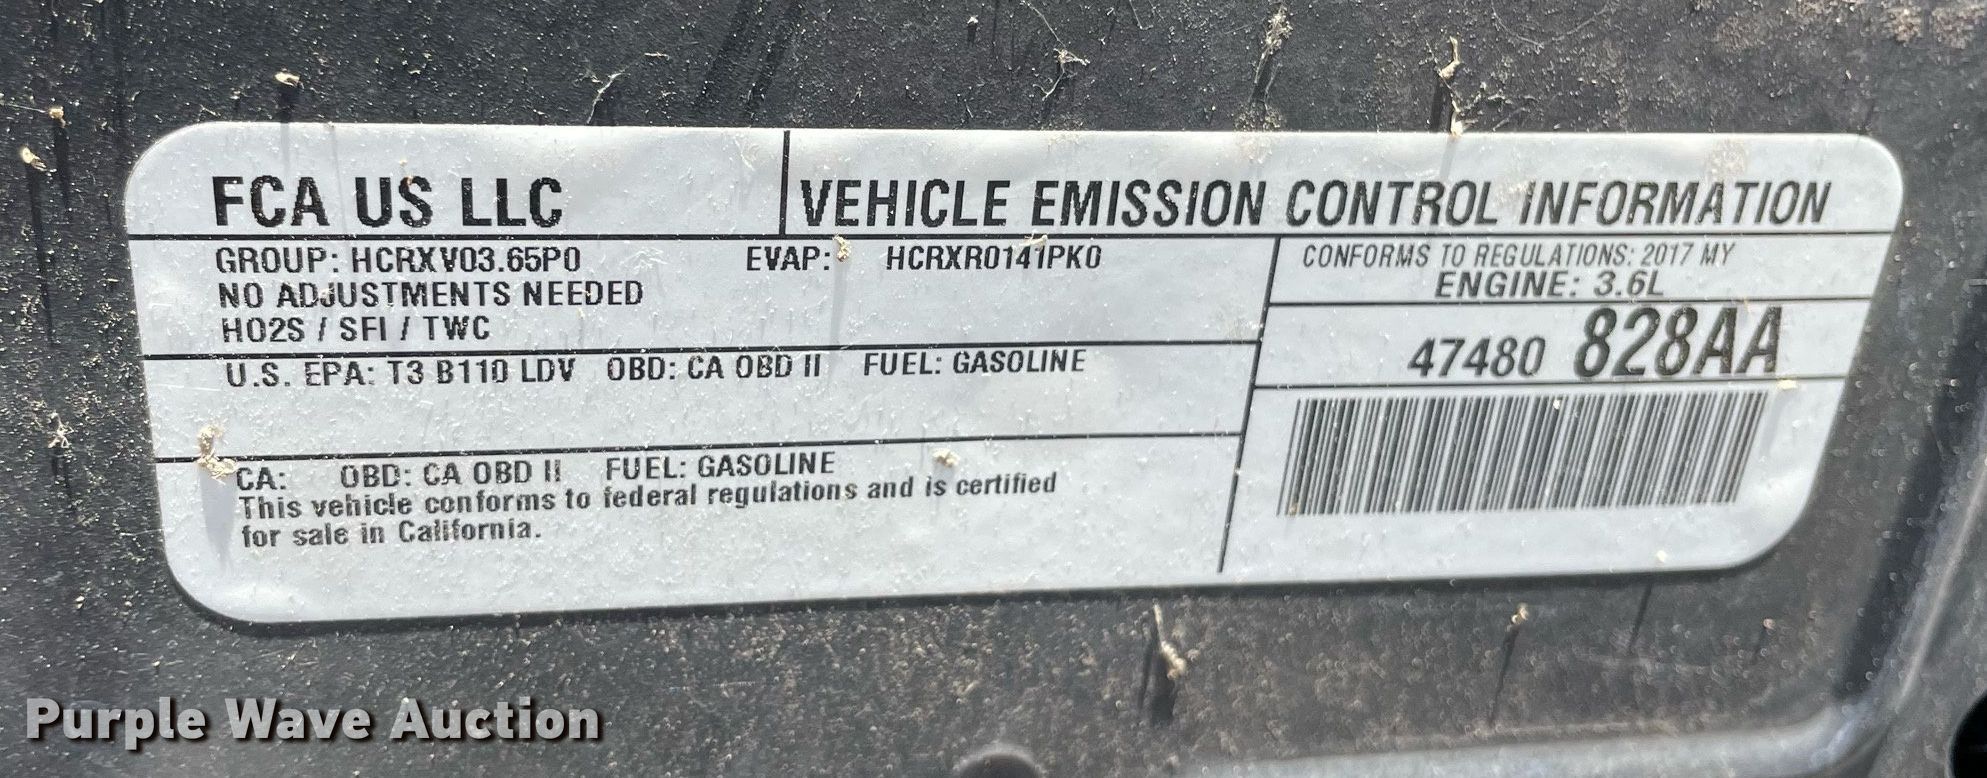 FCA US LLC
VEHICLE EMISSION CONTROL INFORMATION
GROUP: HCRXV03.65P0 EVAP: HCRXR0141PK0
NO ADJUSTMENTS NEEDED
HO2S / SFI / TWC
CONFORMS TO REGULATIONS: 2017 MY
ENGINE: 3.6L
47480 828AA
U.S. EPA: T3 B110 LDV OBD: CA OBD II FUEL: GASOLINE
CA: OBD: CA OBD II FUEL: GASOLINE
This vehicle conforms to federal regulations and is certified
for sale in California.
Purple Wave Auction